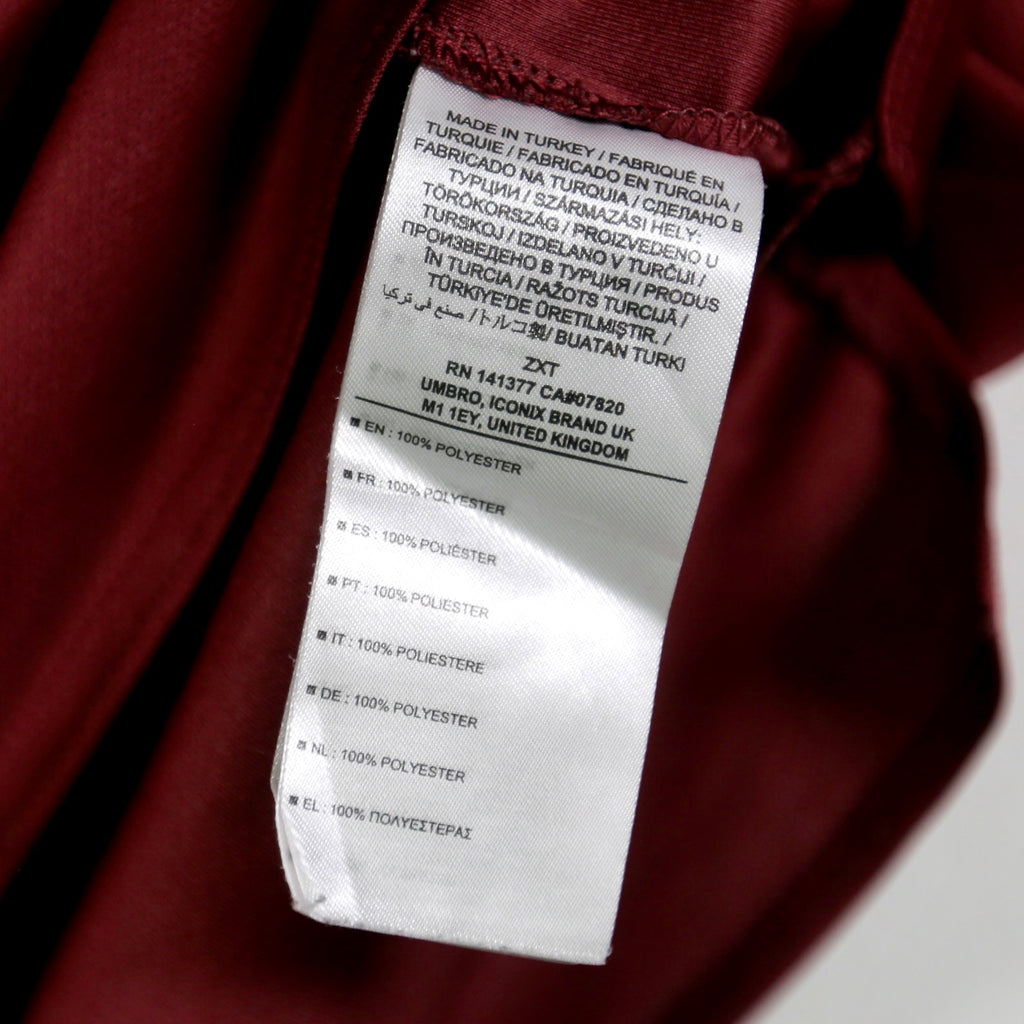 MADE IN TURKEY / FABRIQUÉ EN
TURQUIE / FABRICADO EN TURQUÍA /
FABRICADO NA TURQUIA / СДЕЛАНО В
ТУРЦИИ / SZÁRMAZÁSI HELY:
TÖRÖKORSZÁG / PROIZVEDENO U
TURSKOJ / IZDELANO V TURČIJI /
ПРОИЗВЕДЕНО В ТУРЦИЯ / PRODUS
ÎN TURCIA / RAŽOTS TURCIJĀ /
TÜRKİYE'DE ÜRETILMIŞTIR. /
صنع في تركيا /トルコ製/ BUATAN TURKI
ZXT
RN 141377 CA#07820
UMBRO, ICONIX BRAND UK
M1 1EY, UNITED KINGDOM
EN : 100% POLYESTER
FR : 100% POLYESTER
ES : 100% POLIÉSTER
PT : 100% POLIESTER
IT : 100% POLIESTERE
DE : 100% POLYESTER
NL : 100% POLYESTER
EL : 100% ΠΟΛΥΕΣΤΕΡΑΣ